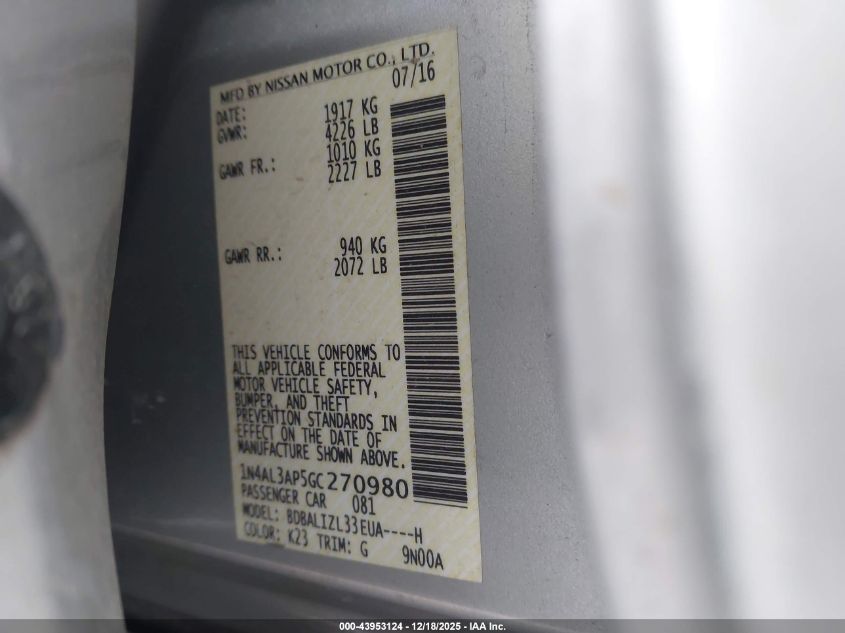 MFD BY NISSAN MOTOR CO., LTD.
DATE: 07/16
GVWR: 1917 KG
4226 LB
GAWR FR.: 1010 KG
2227 LB
GAWR RR.: 940 KG
2072 LB
THIS VEHICLE CONFORMS TO
ALL APPLICABLE FEDERAL
MOTOR VEHICLE SAFETY,
BUMPER, AND THEFT
PREVENTION STANDARDS IN
EFFECT ON THE DATE OF
MANUFACTURE SHOWN ABOVE.
1N4AL3AP5GC270980
PASSENGER CAR 081
MODEL: BDBALIZL33EUA----H
COLOR: K23 TRIM: G 9N00A
000-43953124 - 12/18/2025 - IAA Inc.